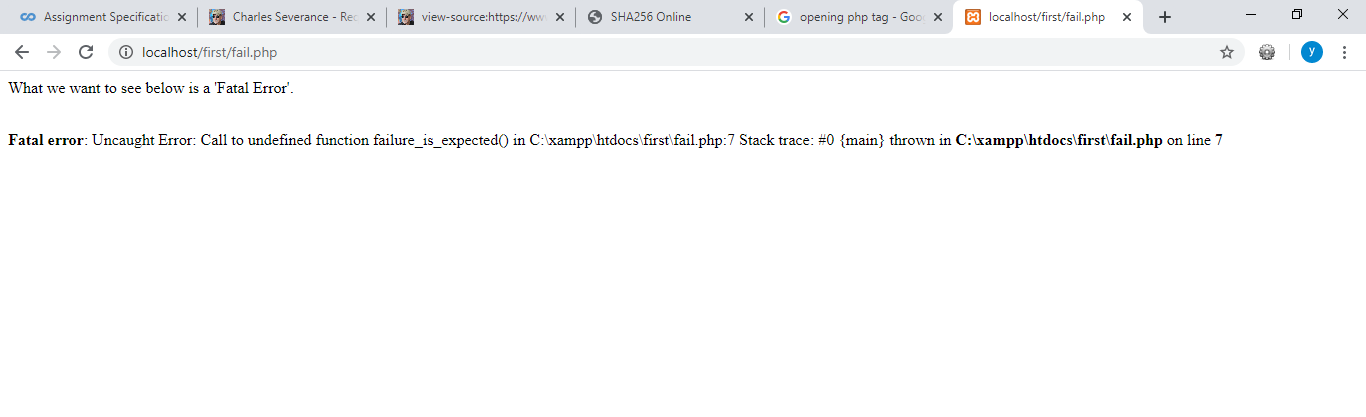 Assignment Specificatic
Charles Severance - Rec
view-source:https://www
SHA256 Online
opening php tag - Goo
localhost/first/fail.php
localhost/first/fail.php
y
What we want to see below is a 'Fatal Error'.
Fatal error: Uncaught Error: Call to undefined function failure_is_expected() in C:\xampp\htdocs\first\fail.php:7 Stack trace: #0 {main} thrown in C:\xampp\htdocs\first\fail.php on line 7